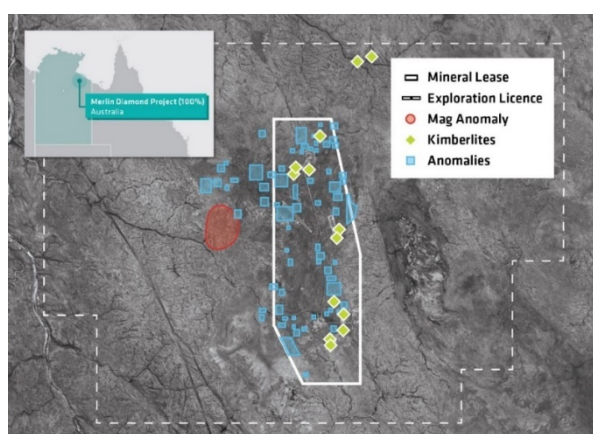 Merlin Diamond Project (100%)
Australia
Mineral Lease
Exploration Licence
Mag Anomaly
Kimberlites
Anomalies